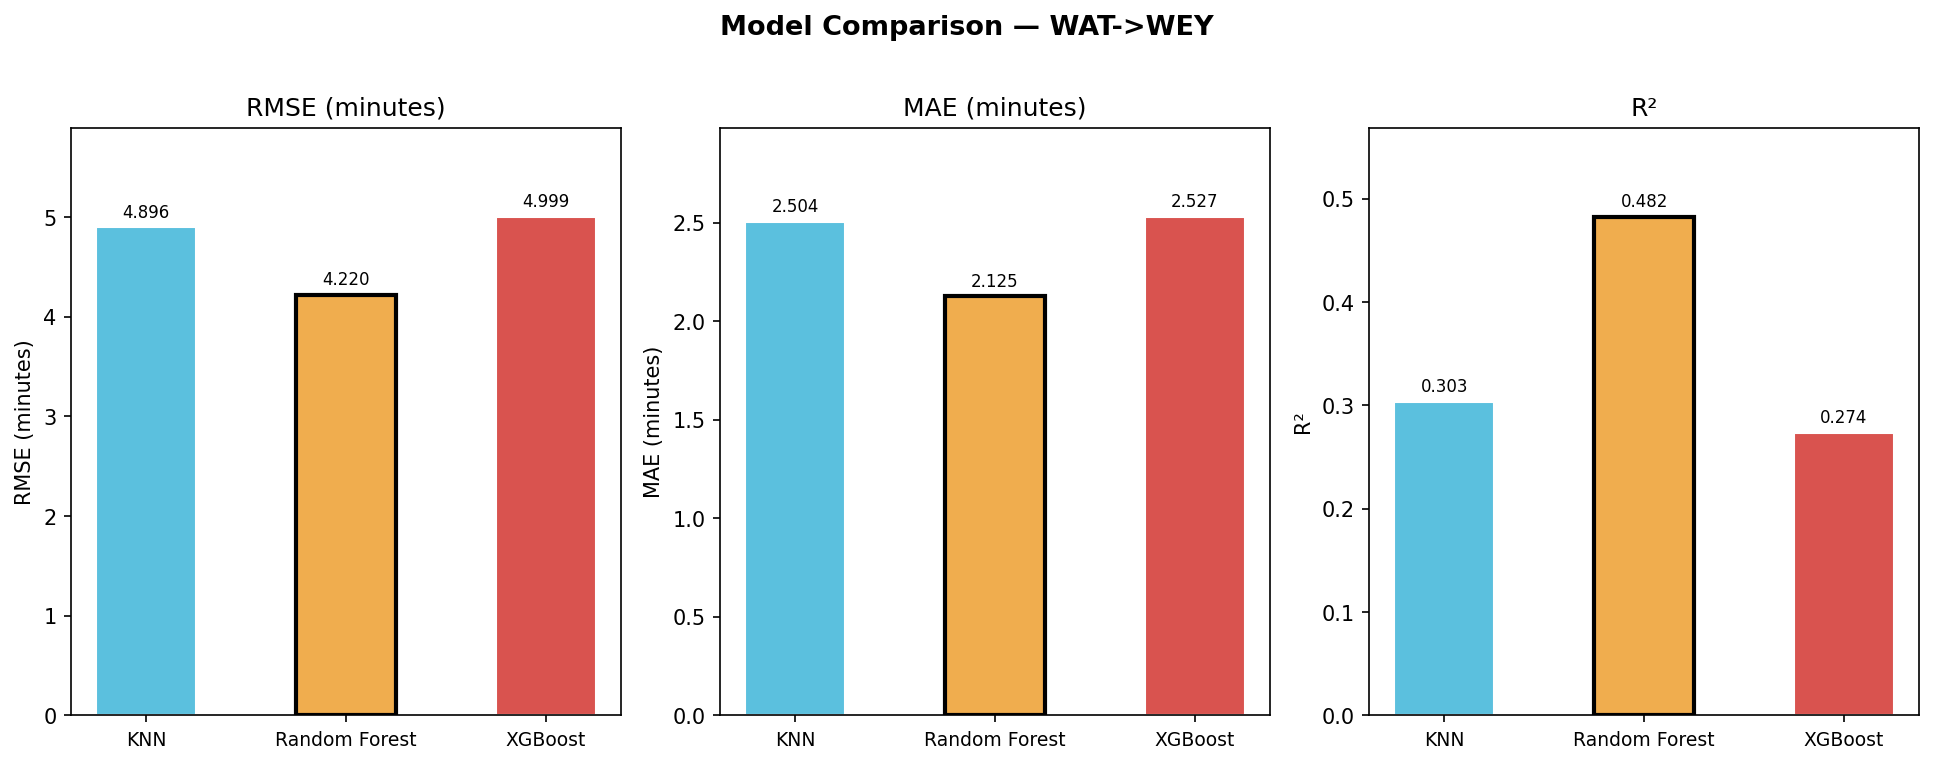 Model Comparison — WAT->WEY
RMSE (minutes)
RMSE (minutes)
5
4
3
2
1
0
4.896
4.220
4.999
KNN
Random Forest
XGBoost
MAE (minutes)
MAE (minutes)
2.5
2.0
1.5
1.0
0.5
0.0
2.504
2.125
2.527
KNN
Random Forest
XGBoost
R²
R²
0.5
0.4
0.3
0.2
0.1
0.0
0.303
0.482
0.274
KNN
Random Forest
XGBoost